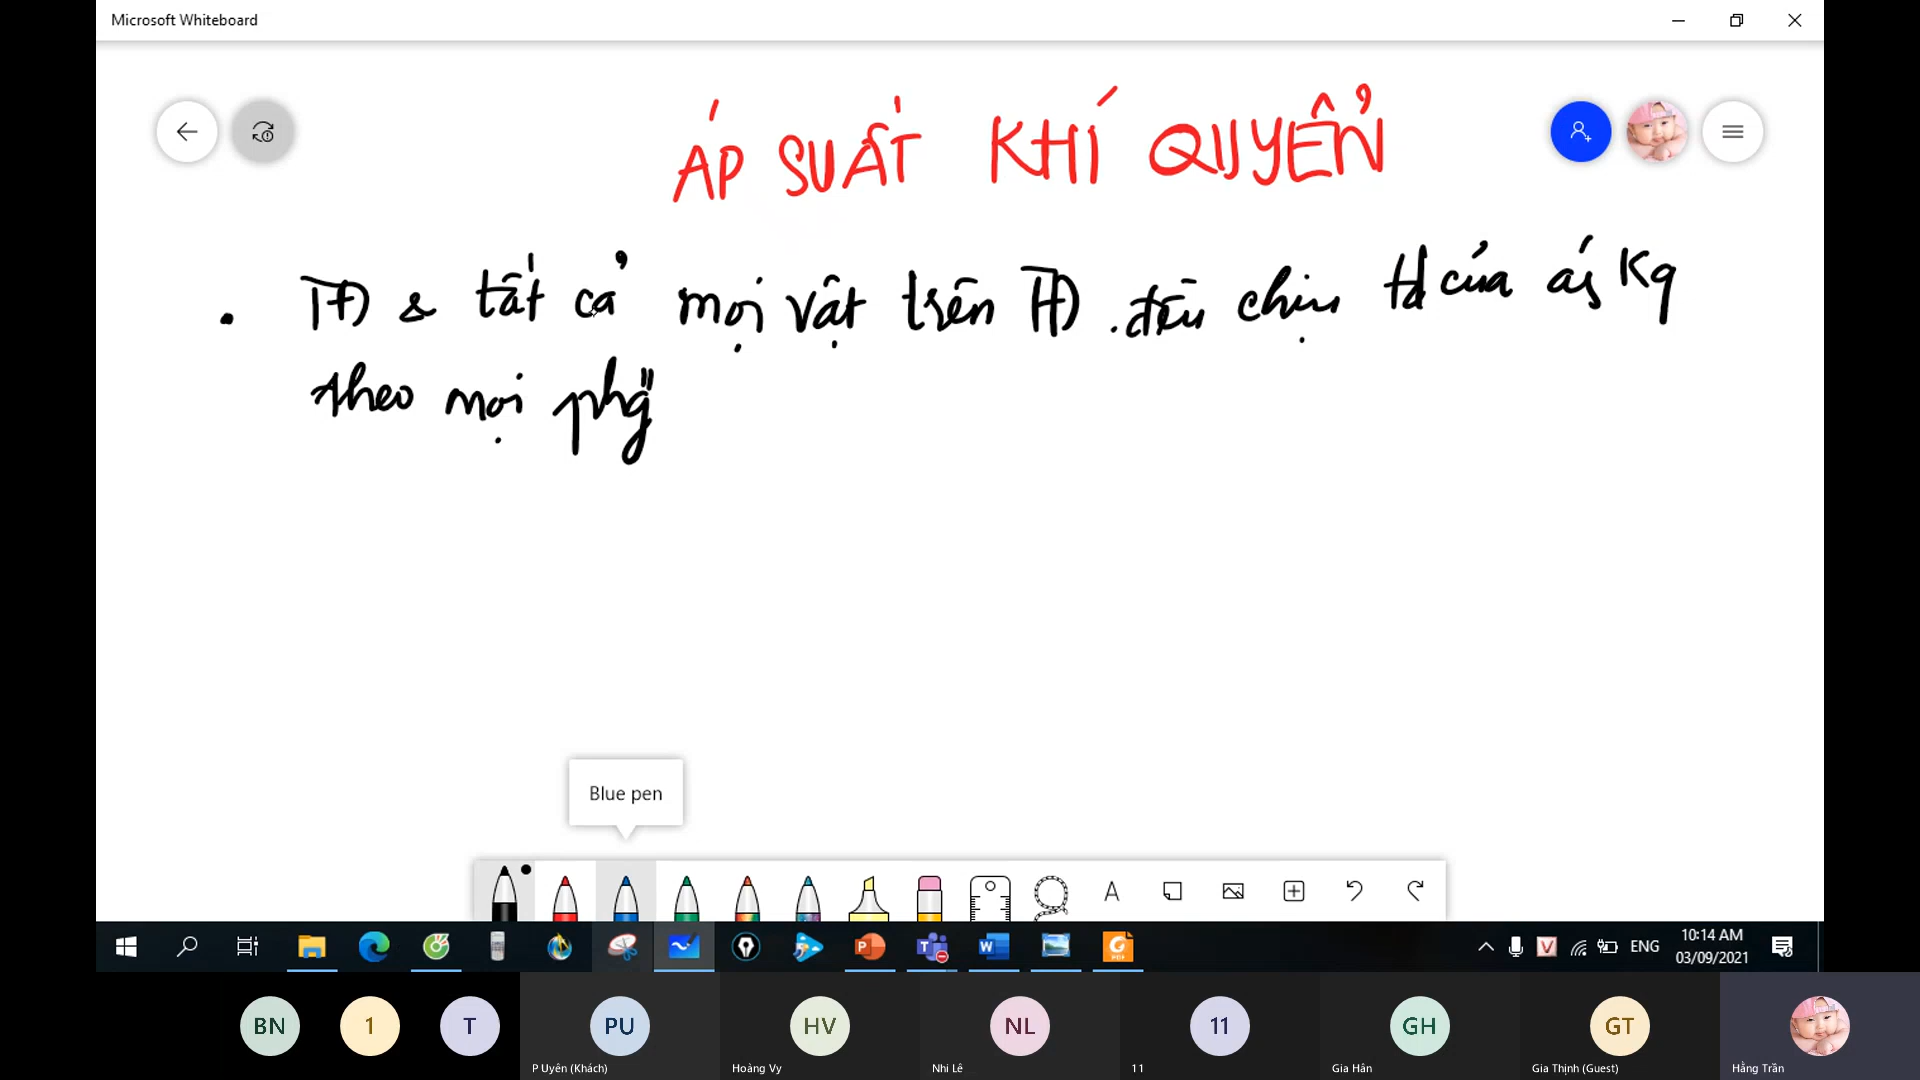 Microsoft Whiteboard
ÁP SUẤT KHÍ QUYỂN
. TĐ & tất cả mọi vật trên TĐ đều chịu td của ás Kq
theo mọi phg̈
Blue pen
A
ENG
10:14 AM
03/09/2021
BN
1
T
PU
HV
NL
11
GH
GT
P Uyên (Khách)
Hoàng Vy
Nhi Lê
11
Gia Hân
Gia Thịnh (Guest)
Hằng Trần